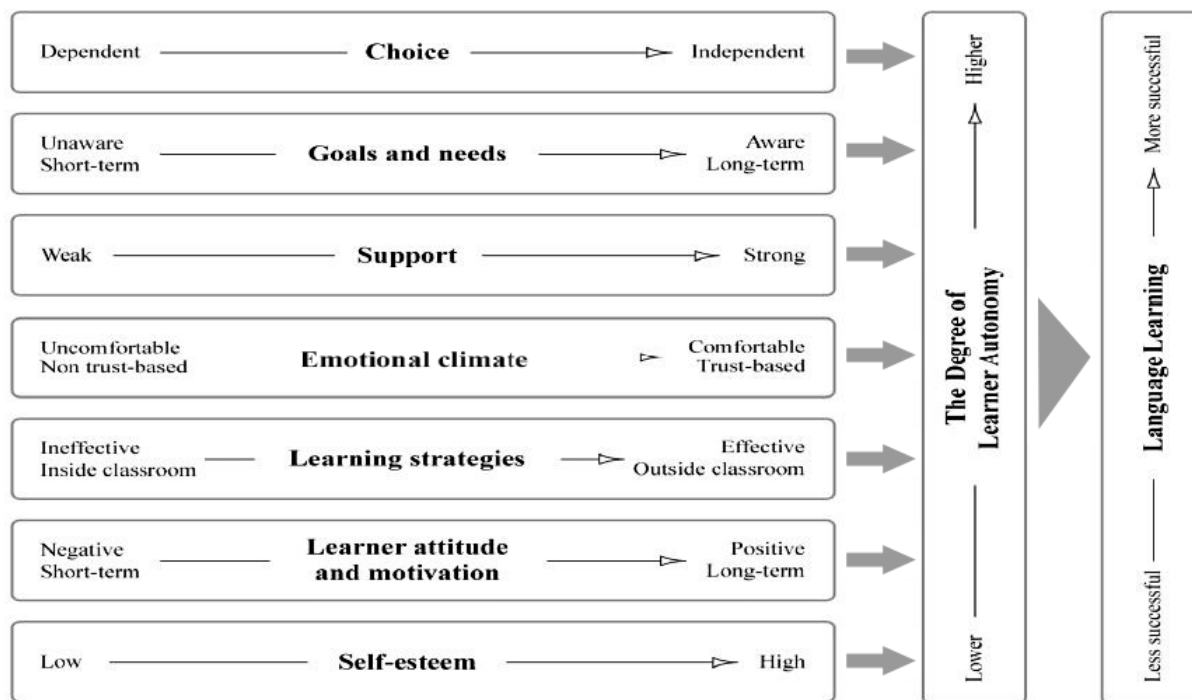 Dependent Choice Independent
Unaware Aware
Short-term Goals and needs Long-term
Weak Support Strong
Uncomfortable Comfortable
Non trust-based Emotional climate Trust-based
Ineffective Effective
Inside classroom Learning strategies Outside classroom
Negative Learner attitude Positive
Short-term and motivation Long-term
Low Self-esteem High
Lower
The Degree of
Learner Autonomy
Higher
Less successful
Language Learning
More successful